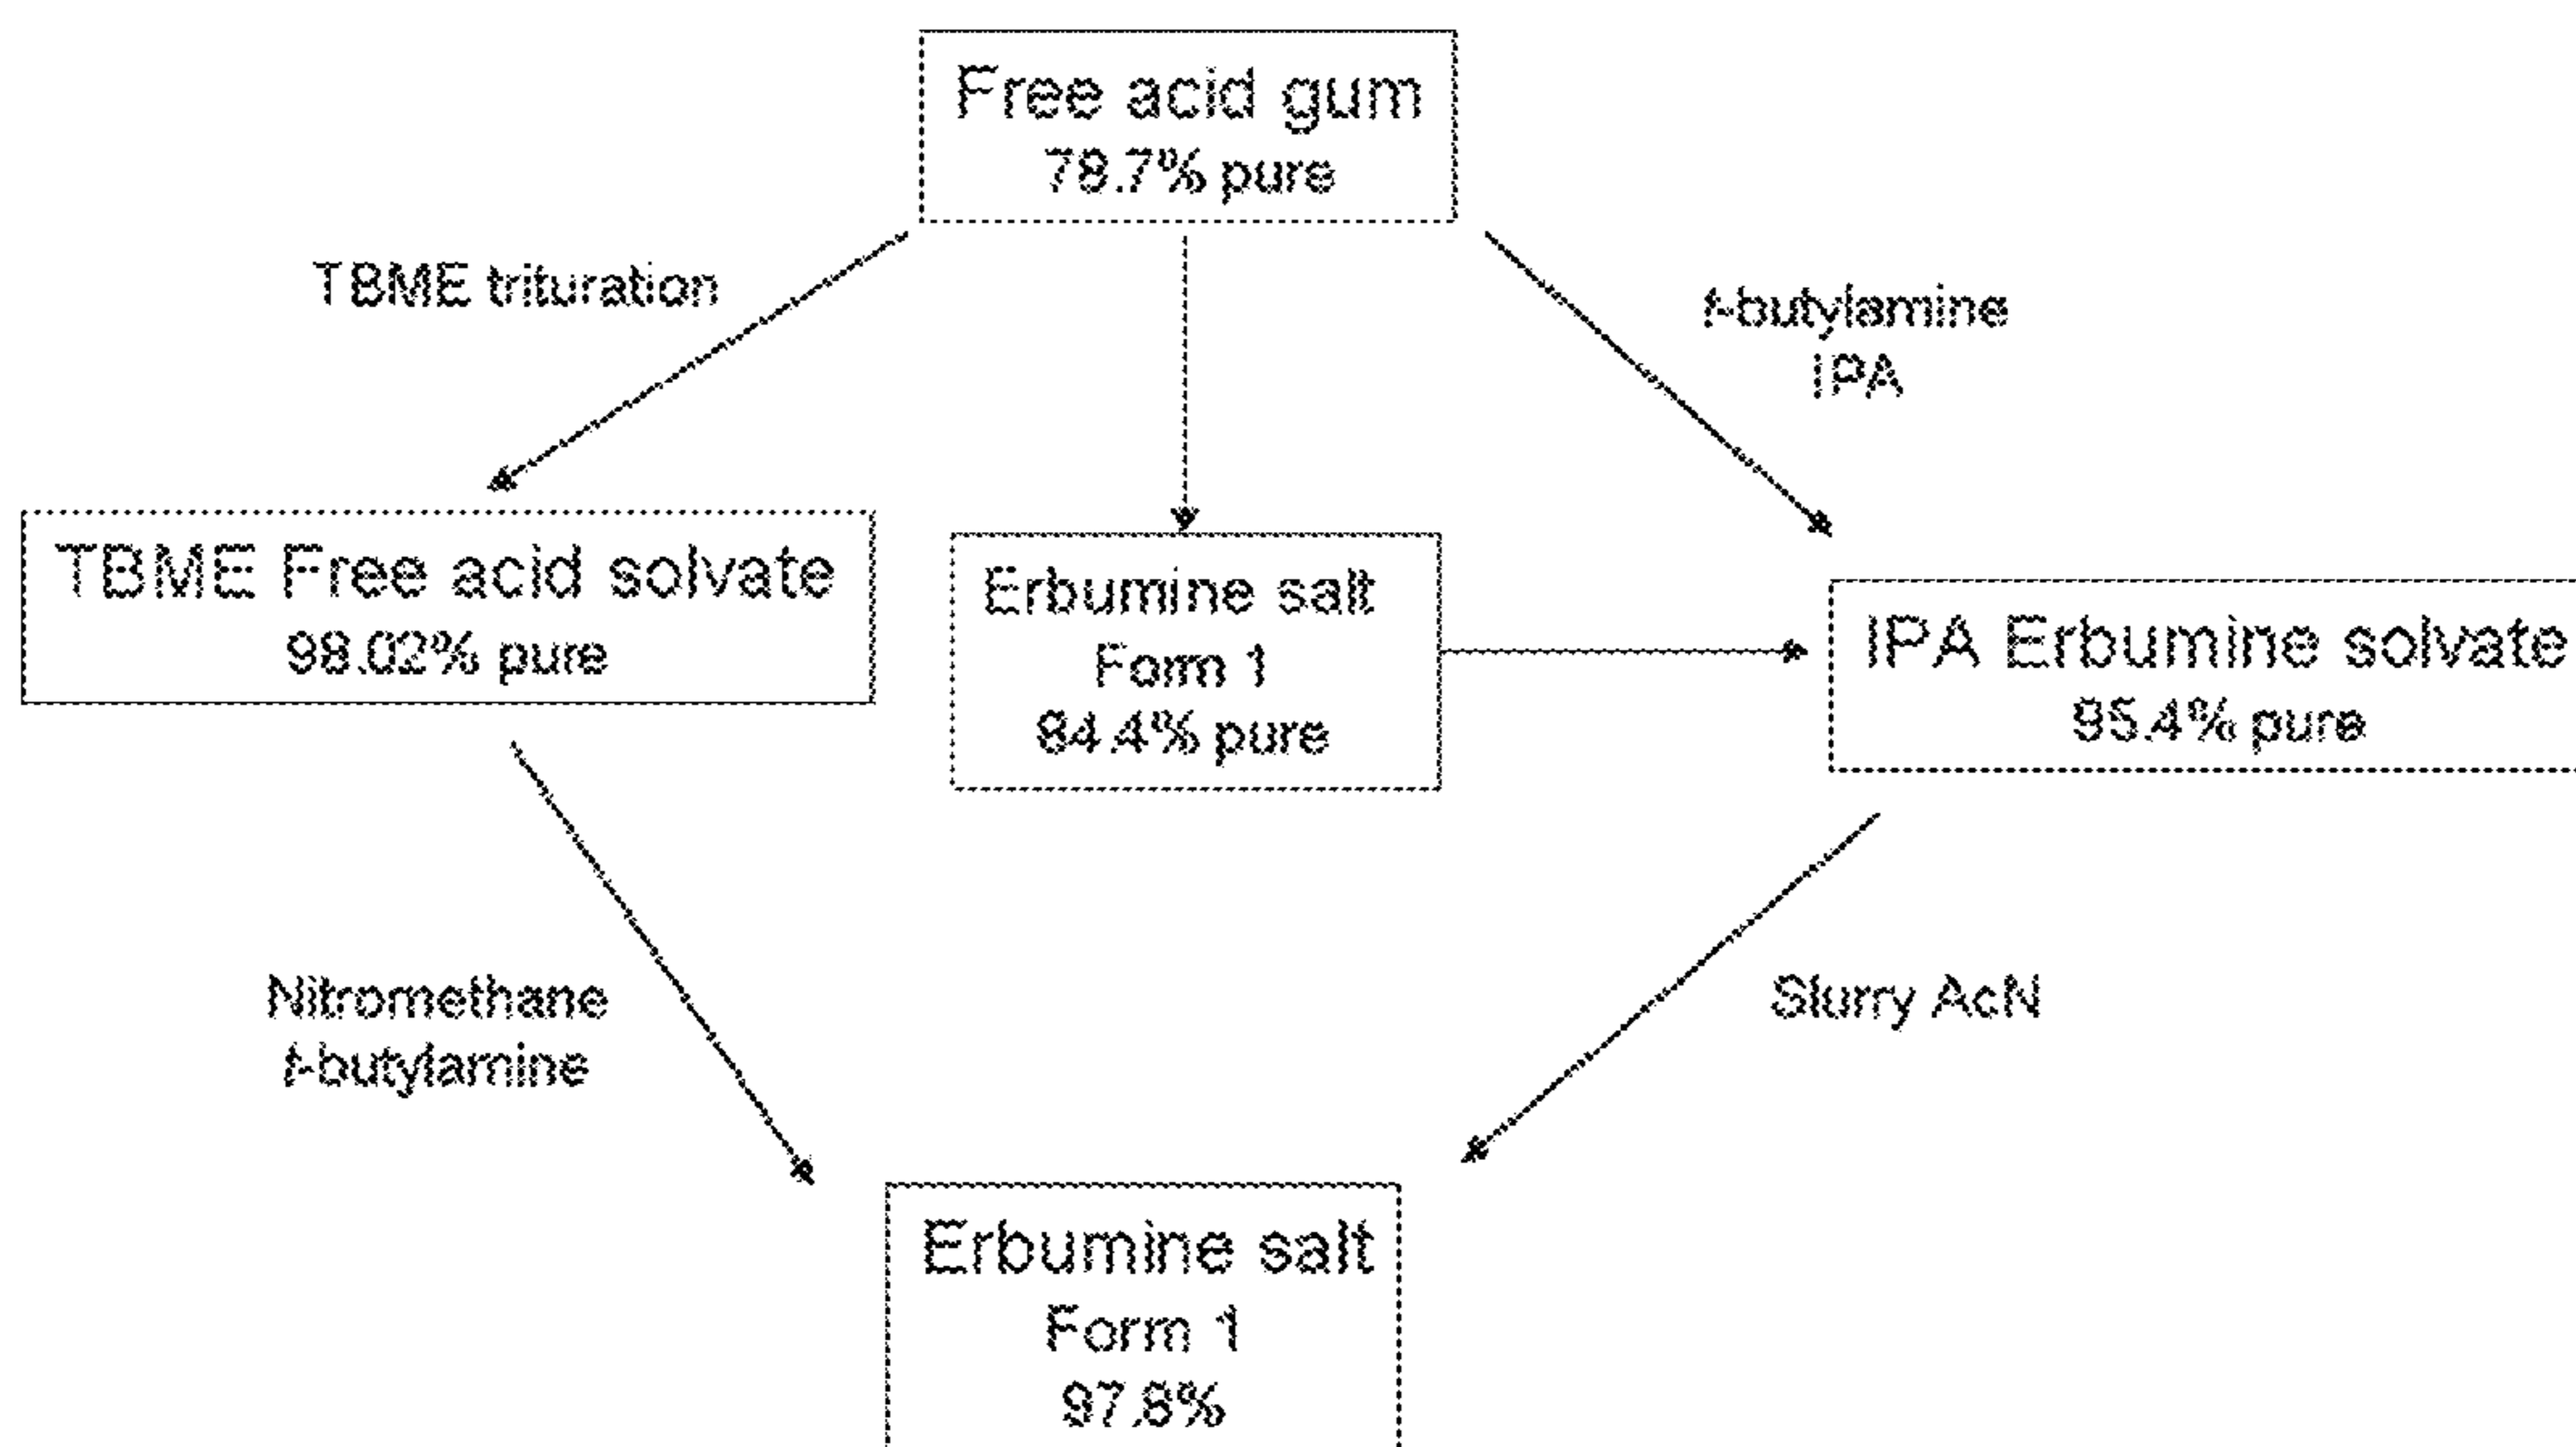 Free acid gum
78.7% pure
TBME trituration
t-butylamine
IPA
TBME Free acid solvate
98.02% pure
Erbumine salt
Form 1
84.4% pure
IPA Erbumine solvate
95.4% pure
Nitromethane
t-butylamine
Slurry AcN
Erbumine salt
Form 1
97.8%